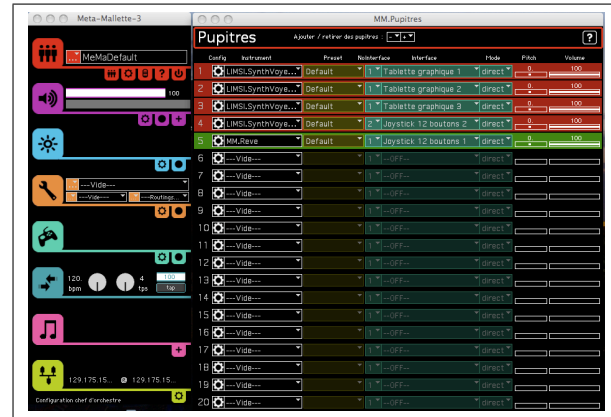 Meta-Mallette-3
MeMaDefault
100
---Vide---
---Vide---
---Routings...
120. bpm
4 tps
100
tap
129.175.15... @ 129.175.15...
Configuration chef d'orchestre
MM.Pupitres
Pupitres Ajouter / retirer des pupitres : - + ?
Config Instrument Preset No Interface Interface Mode Pitch Volume
1 LIMSI.SynthVoye... Default 1 Tablette graphique 1 direct 0. 100
2 LIMSI.SynthVoye... Default 1 Tablette graphique 2 direct 0. 100
3 LIMSI.SynthVoye... Default 1 Tablette graphique 3 direct 0. 100
4 LIMSI.SynthVoye... Default 2 Joystick 12 boutons 2 direct 0. 100
5 MM.Reve Default 1 Joystick 12 boutons 1 direct 0. 100
6 ---Vide--- 1 --OFF-- direct
7 ---Vide--- 1 --OFF-- direct
8 ---Vide--- 1 --OFF-- direct
9 ---Vide--- 1 --OFF-- direct
10 ---Vide--- 1 --OFF-- direct
11 ---Vide--- 1 --OFF-- direct
12 ---Vide--- 1 --OFF-- direct
13 ---Vide--- 1 --OFF-- direct
14 ---Vide--- 1 --OFF-- direct
15 ---Vide--- 1 --OFF-- direct
16 ---Vide--- 1 --OFF-- direct
17 ---Vide--- 1 --OFF-- direct
18 ---Vide--- 1 --OFF-- direct
19 ---Vide--- 1 --OFF-- direct
20 ---Vide--- 1 --OFF-- direct